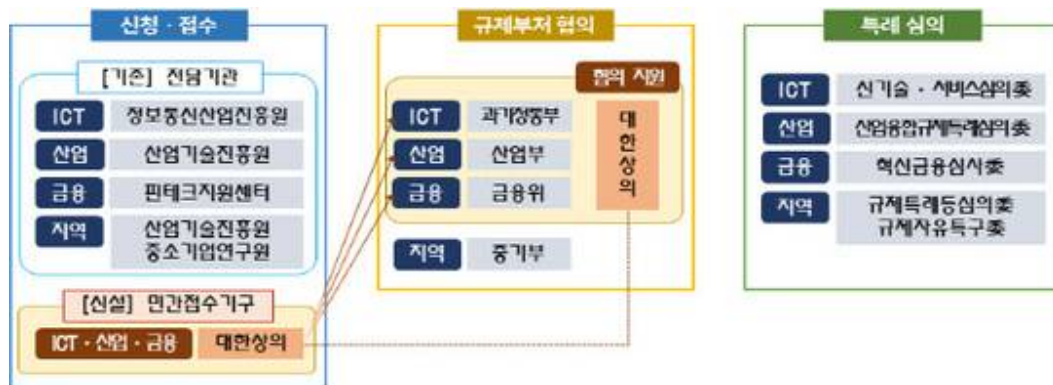 신청 · 접수
[기존] 전담기관
ICT 정보통신산업진흥원
산업 산업기술진흥원
금융 핀테크지원센터
지역 산업기술진흥원
중소기업연구원
[신설] 민간접수기구
ICT · 산업 · 금융 대한상의
규제부처 협의
협의 지원
ICT 과기정통부
산업 산업부
금융 금융위
대한상의
지역 중기부
특례 심의
ICT 신기술 · 서비스심의委
산업 산업융합규제특례심의委
금융 혁신금융심사委
지역 규제특례등심의委
규제자유특구委